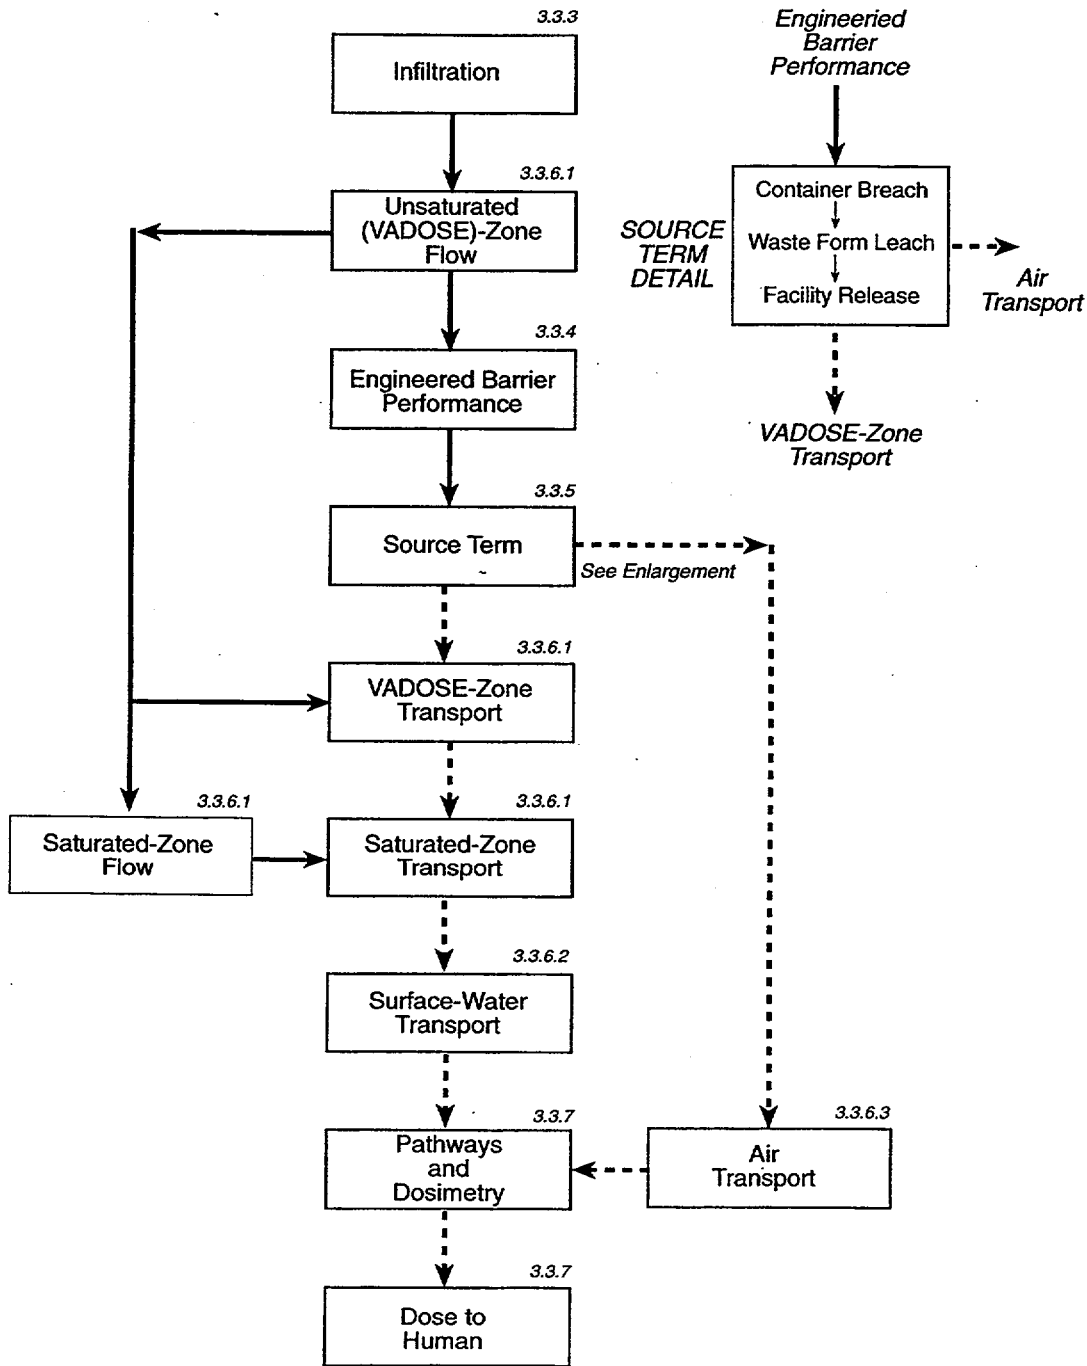 3.3.3
Infiltration
3.3.6.1
Unsaturated
(VADOSE)-Zone
Flow
3.3.4
Engineered Barrier
Performance
3.3.5
Source Term
See Enlargement
3.3.6.1
VADOSE-Zone
Transport
3.3.6.1
Saturated-Zone
Flow
3.3.6.1
Saturated-Zone
Transport
3.3.6.2
Surface-Water
Transport
3.3.7
Pathways
and
Dosimetry
3.3.6.3
Air
Transport
3.3.7
Dose to
Human
Engineeried
Barrier
Performance
SOURCE
TERM
DETAIL
Container Breach
Waste Form Leach
Facility Release
Air
Transport
VADOSE-Zone
Transport